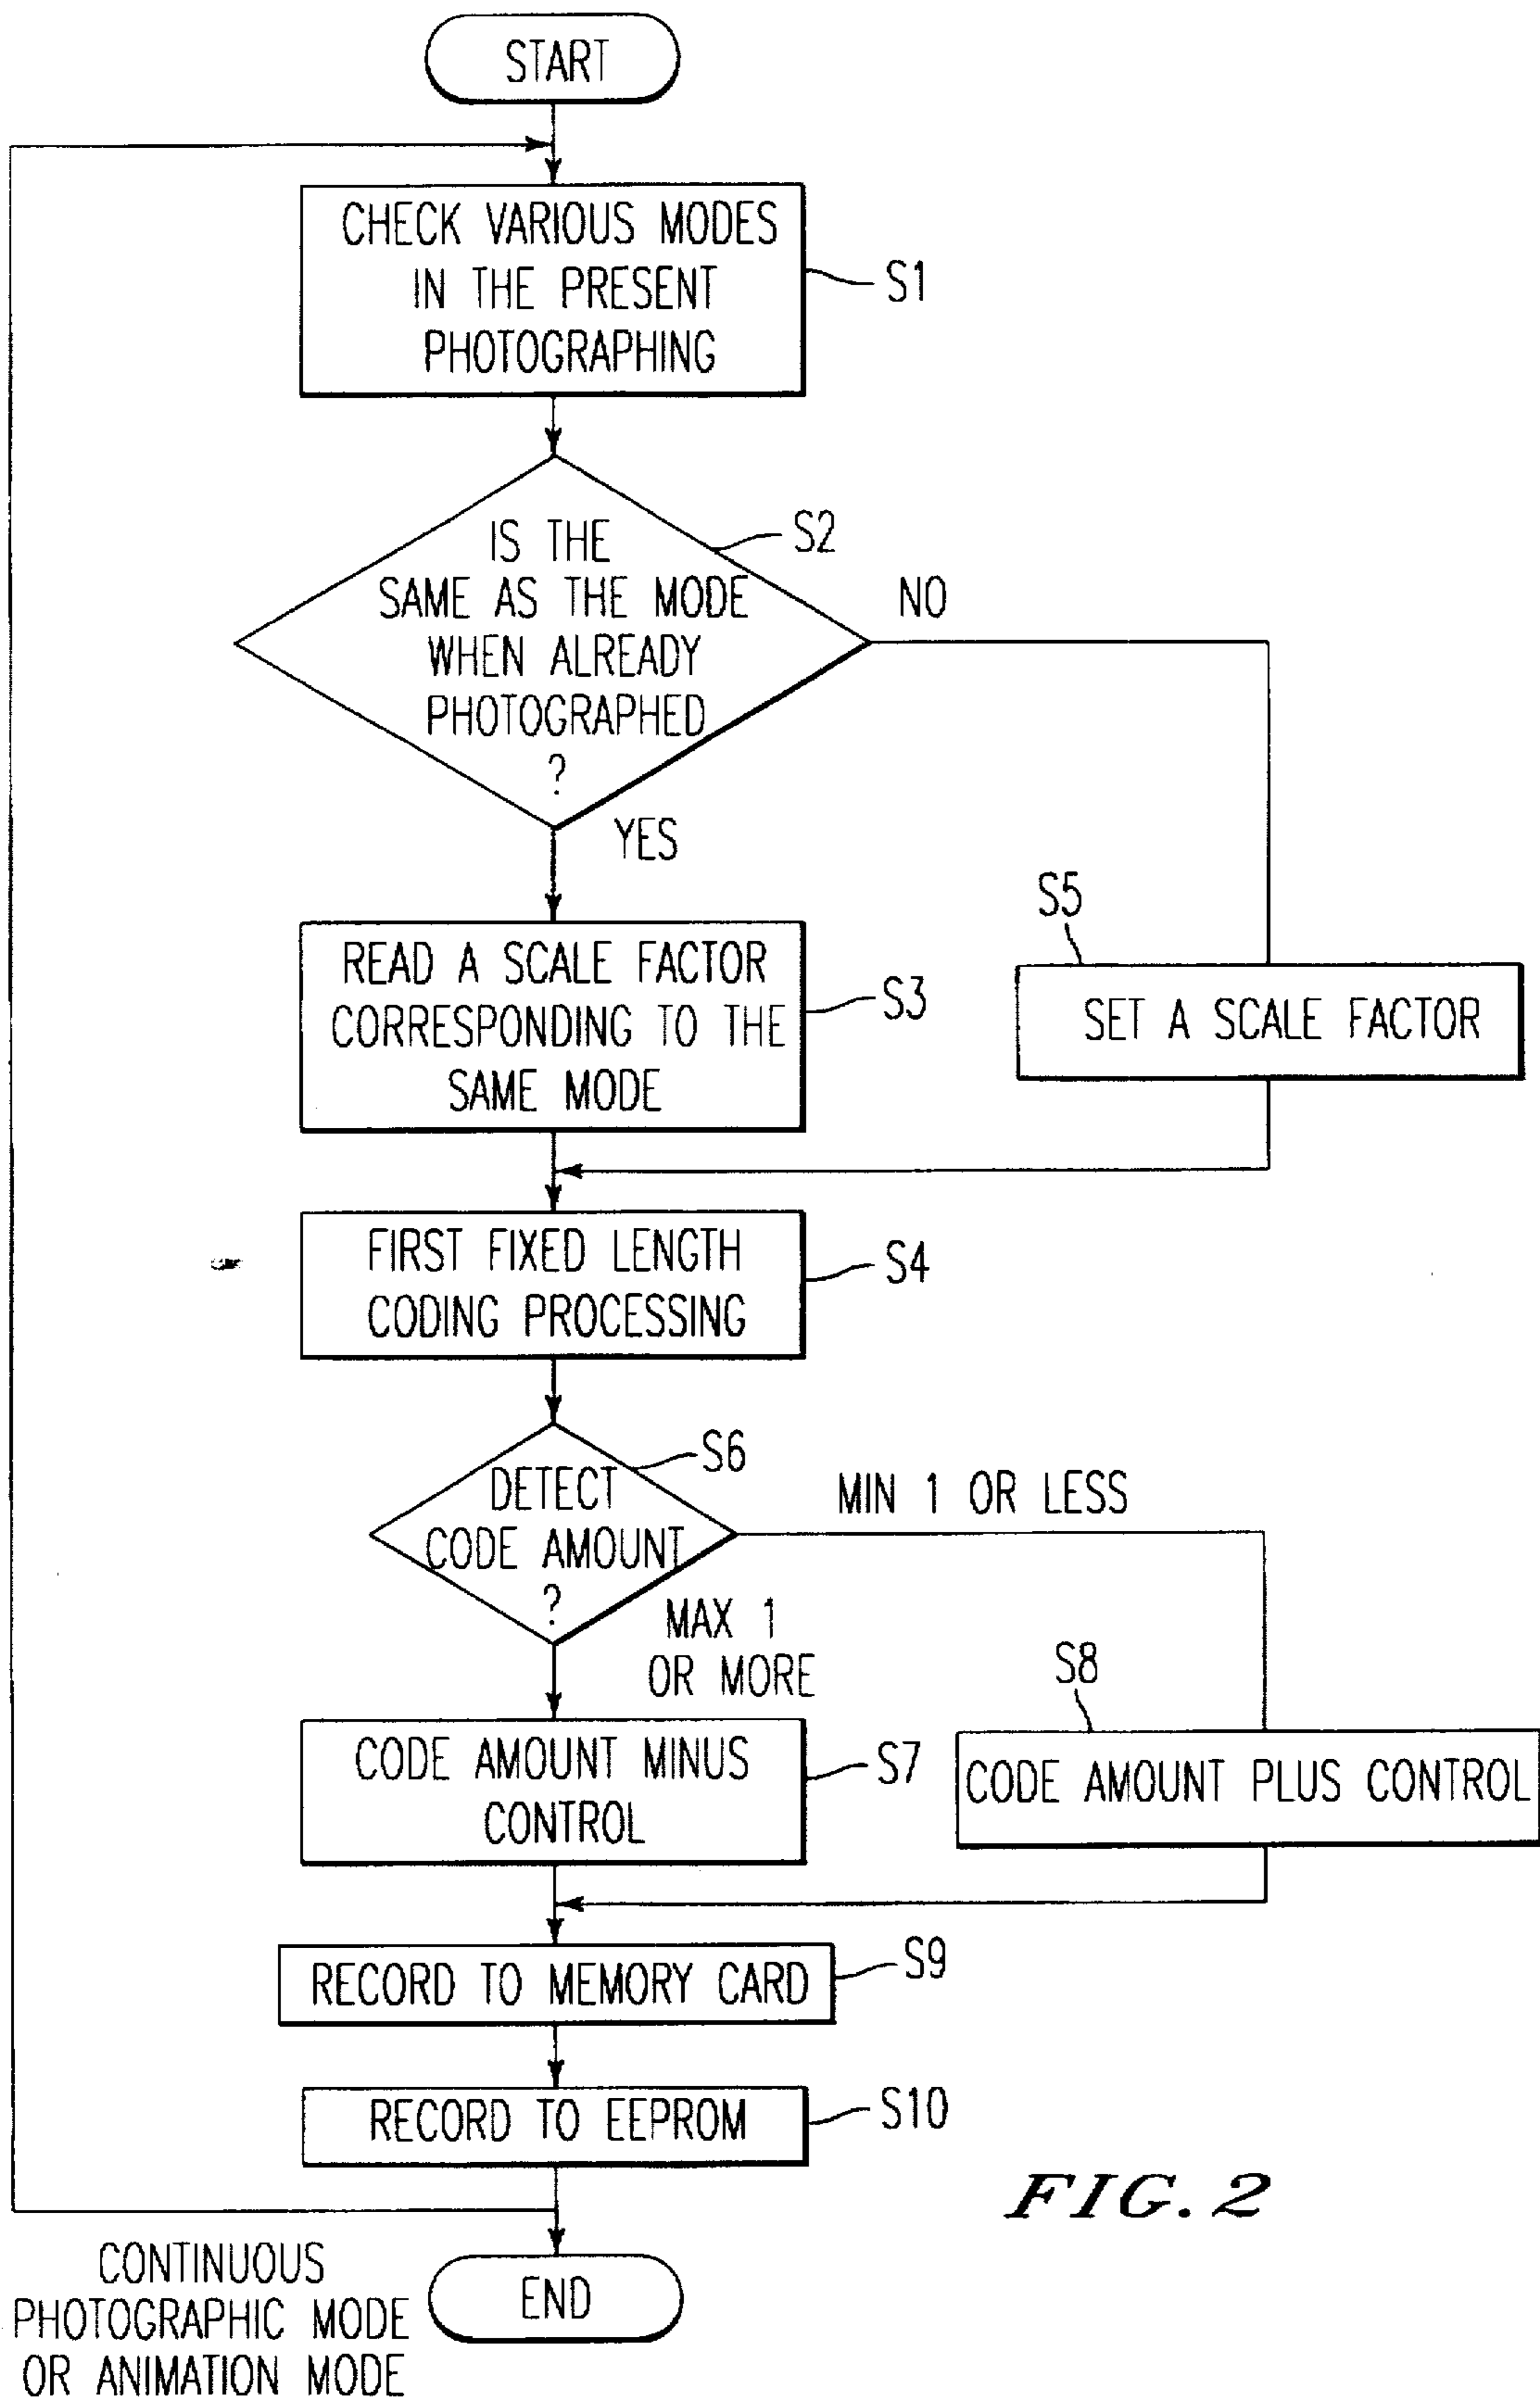 START
CHECK VARIOUS MODES
IN THE PRESENT
PHOTOGRAPHING
S1
IS THE
SAME AS THE MODE
WHEN ALREADY
PHOTOGRAPHED
?
S2
NO
YES
READ A SCALE FACTOR
CORRESPONDING TO THE
SAME MODE
S3
S5
SET A SCALE FACTOR
FIRST FIXED LENGTH
CODING PROCESSING
S4
DETECT
CODE AMOUNT
?
S6
MIN 1 OR LESS
MAX 1
OR MORE
CODE AMOUNT MINUS
CONTROL
S7
S8
CODE AMOUNT PLUS CONTROL
RECORD TO MEMORY CARD
S9
RECORD TO EEPROM
S10
FIG. 2
CONTINUOUS
PHOTOGRAPHIC MODE
OR ANIMATION MODE
END